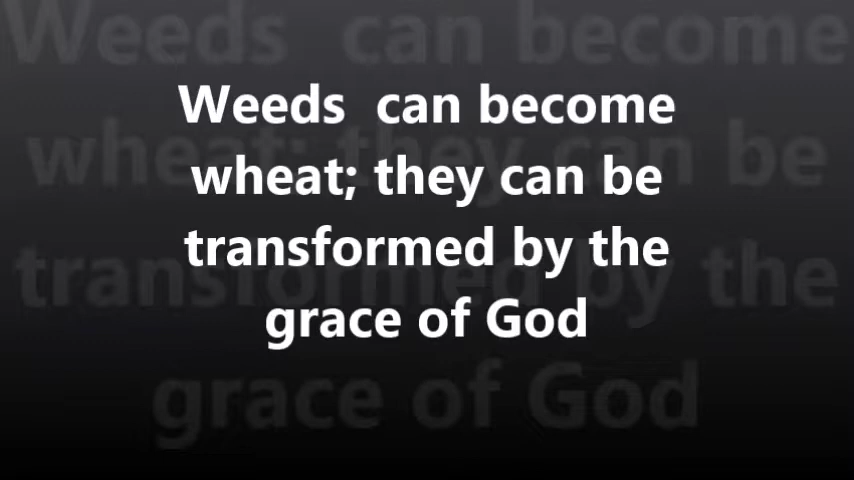 Weeds  can become
wheat; they can be
transformed by the
grace of God